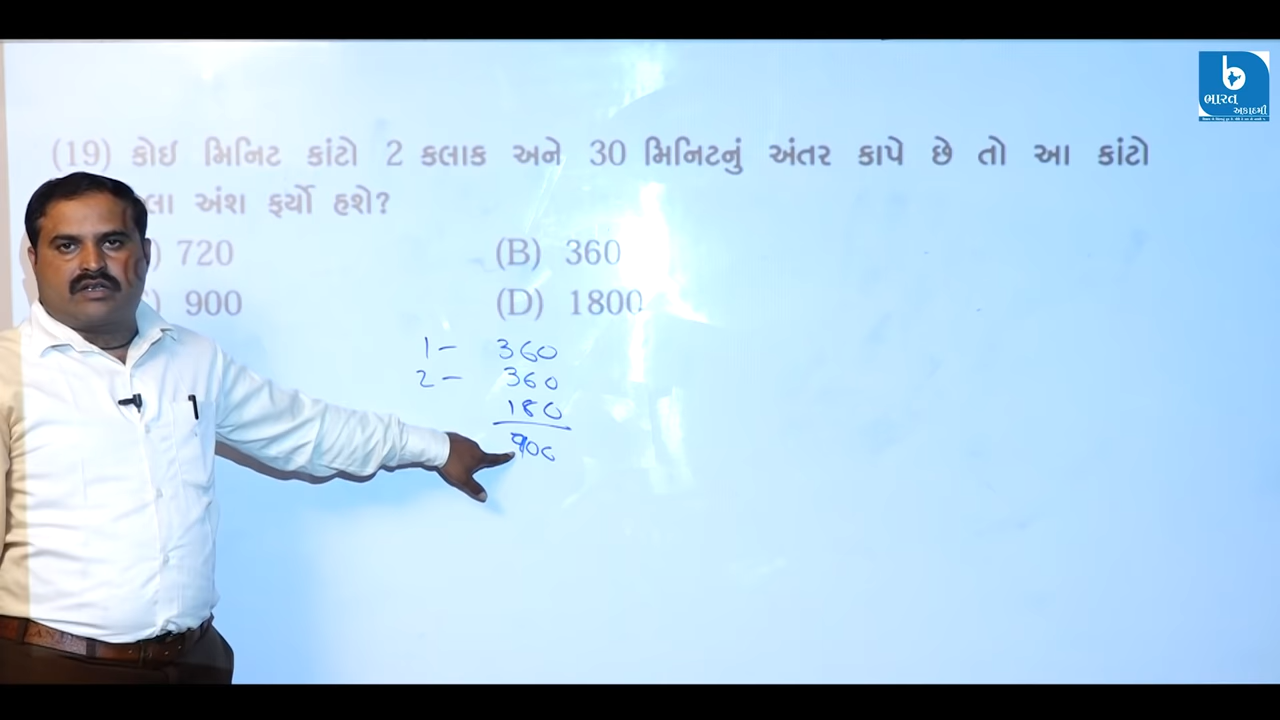 (19) કોઈ મિનિટ કાંટો 2 કલાક અને 30 મિનિટનું અંતર કાપે છે તો આ કાંટો
અંશ ફર્યો હશે?
) 720 (B) 360
) 900 (D) 1800
1 - 360
2 - 360
180
900
ભારત
અકાદમી